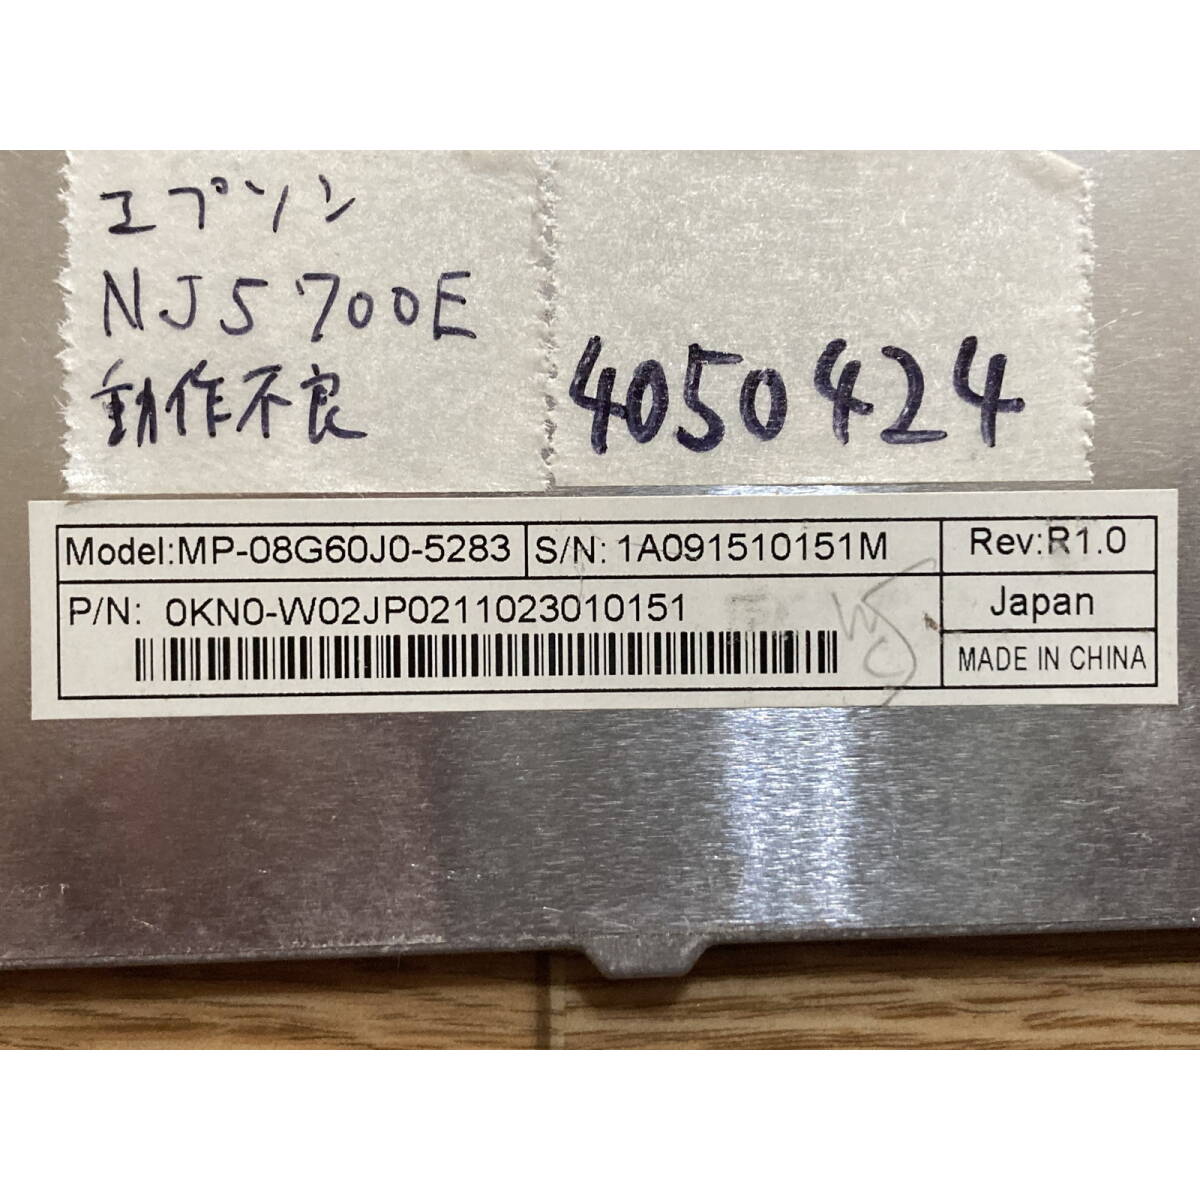 エプソン
NJ5700E
動作不良
4050424
Model:MP-08G60J0-5283
S/N: 1A091510151M
Rev:R1.0
P/N: 0KN0-W02JP0211023010151
Japan
MADE IN CHINA